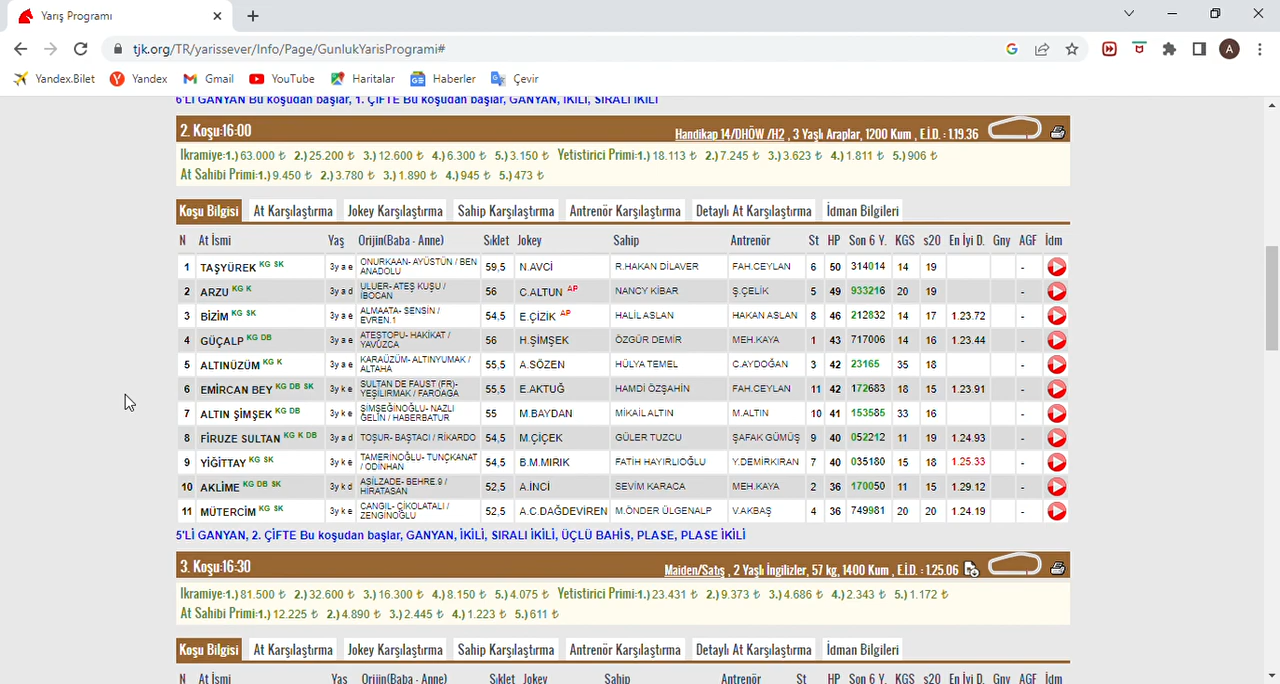 Yarış Programı
tjk.org/TR/yarissever/Info/Page/GunlukYarisProgrami#
A
Yandex.Bilet Yandex Gmail YouTube Haritalar Haberler Çevir
6'LI GANYAN Bu koşudan başlar, 1. ÇİFTE Bu koşudan başlar, GANYAN, İKİLİ, SIRALI İKİLİ
2. Koşu:16:00 Handikap 14/DHÖW /H2 , 3 Yaşlı Araplar, 1200 Kum , E.İ.D. : 1.19.36
İkramiye:1.) 63.000 ₺ 2.) 25.200 ₺ 3.) 12.600 ₺ 4.) 6.300 ₺ 5.) 3.150 ₺ Yetiştirici Primi:1.) 18.113 ₺ 2.) 7.245 ₺ 3.) 3.623 ₺ 4.) 1.811 ₺ 5.) 906 ₺
At Sahibi Primi:1.) 9.450 ₺ 2.) 3.780 ₺ 3.) 1.890 ₺ 4.) 945 ₺ 5.) 473 ₺
Koşu Bilgisi At Karşılaştırma Jokey Karşılaştırma Sahip Karşılaştırma Antrenör Karşılaştırma Detaylı At Karşılaştırma İdman Bilgileri
N At İsmi Yaş Orijin(Baba - Anne) Sıklet Jokey Sahip Antrenör St HP Son 6 Y. KGS s20 En İyi D. Gny AGF İdm
1 TAŞYÜREK KG SK 3y a e ONURKAAN- AYÜSTÜN / BEN ANADOLU 59,5 N.AVCİ R.HAKAN DİLAVER FAH.CEYLAN 6 50 314014 14 19 -
2 ARZU KG K 3y a d ULUER- ATEŞ KUŞU / İBOCAN 56 C.ALTUN AP NANCY KİBAR Ş.ÇELİK 5 49 933216 20 19 -
3 BİZİM KG SK 3y a e ALMAATA- SENSİN / EVREN.1 54,5 E.ÇİZİK AP HALİL ASLAN HAKAN ASLAN 8 46 212832 14 17 1.23.72 -
4 GÜÇALP KG DB 3y a e ATEŞTOPU- HAKİKAT / YAVUZCA 56 H.ŞİMŞEK ÖZGÜR DEMİR MEH.KAYA 1 43 717006 14 16 1.23.44 -
5 ALTINÜZÜM KG K 3y a e KARAÜZÜM- ALTINYUMAK / ALTAHA 55,5 A.SÖZEN HÜLYA TEMEL C.AYDOĞAN 3 42 23165 35 18 -
6 EMİRCAN BEY KG DB SK 3y k e SULTAN DE FAUST (FR)- YEŞİLIRMAK / FAROAGA 55,5 E.AKTUĞ HAMDİ ÖZŞAHİN FAH.CEYLAN 11 42 172683 18 15 1.23.91 -
7 ALTIN ŞİMŞEK KG DB 3y k e ŞİMŞEĞİNOĞLU- NAZLI GELİN / HABERBATUR 55 M.BAYDAN MİKAİL ALTIN M.ALTIN 10 41 153585 33 16 -
8 FİRUZE SULTAN KG K DB 3y a d TOŞUR- BAŞTACI / RİKARDO 54,5 M.ÇİÇEK GÜLER TUZCU ŞAFAK GÜMÜŞ 9 40 052212 11 19 1.24.93 -
9 YİĞİTTAY KG SK 3y k e TAMERİNOĞLU- TUNÇKANAT / ODİNHAN 54,5 B.M.MIRIK FATİH HAYIRLIOĞLU Y.DEMİRKIRAN 7 40 035180 15 18 1.25.33 -
10 AKLİME KG DB SK 3y k d ASİLZADE- BEHRE.9 / HIRATASAN 52,5 A.İNCİ SEVİM KARACA MEH.KAYA 2 36 170050 11 15 1.29.12 -
11 MÜTERCİM KG SK 3y k e CANGİL- ÇİKOLATALI / ZENGİNOĞLU 52,5 A.C.DAĞDEVİREN M.ÖNDER ÜLGENALP V.AKBAŞ 4 36 749981 20 20 1.24.19 -
5'Lİ GANYAN, 2. ÇİFTE Bu koşudan başlar, GANYAN, İKİLİ, SIRALI İKİLİ, ÜÇLÜ BAHİS, PLASE, PLASE İKİLİ
3. Koşu:16:30 Maiden/Satış , 2 Yaşlı İngilizler, 57 kg, 1400 Kum , E.İ.D. : 1.25.06
İkramiye:1.) 81.500 ₺ 2.) 32.600 ₺ 3.) 16.300 ₺ 4.) 8.150 ₺ 5.) 4.075 ₺ Yetiştirici Primi:1.) 23.431 ₺ 2.) 9.373 ₺ 3.) 4.686 ₺ 4.) 2.343 ₺ 5.) 1.172 ₺
At Sahibi Primi:1.) 12.225 ₺ 2.) 4.890 ₺ 3.) 2.445 ₺ 4.) 1.223 ₺ 5.) 611 ₺
Koşu Bilgisi At Karşılaştırma Jokey Karşılaştırma Sahip Karşılaştırma Antrenör Karşılaştırma Detaylı At Karşılaştırma İdman Bilgileri
N At İsmi Yaş Orijin(Baba - Anne) Sıklet Jokey Sahip Antrenör St HP Son 6 Y. KGS s20 En İyi D. Gny AGF İdm